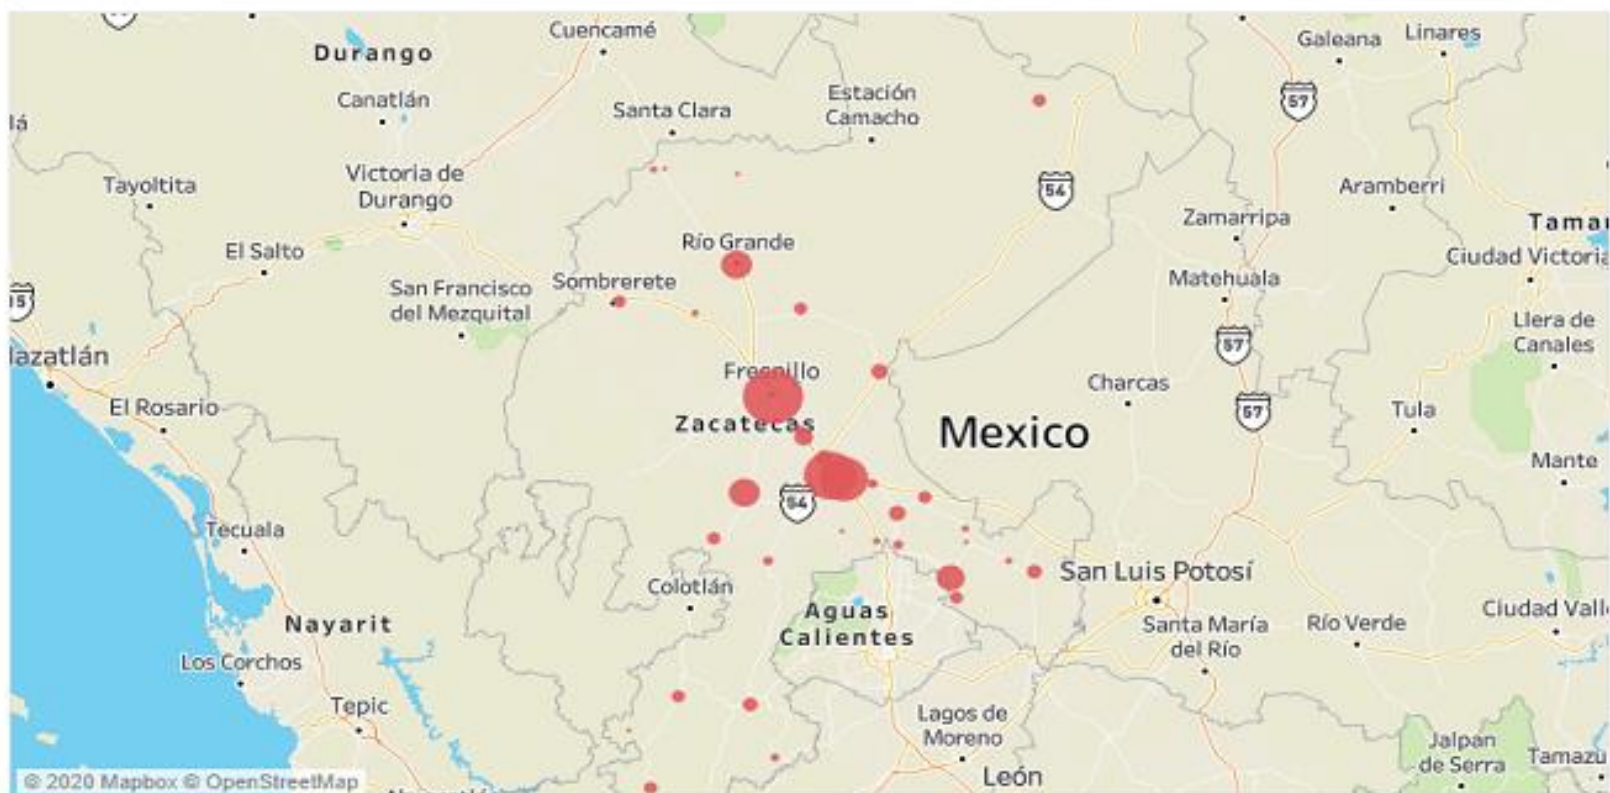 Cuencamé
Durango
Galeana
Linares
Canatlán
Santa Clara
Estación
Camacho
57
lá
Tayoltita
Victoria de
Durango
54
Aramberri
Zamarripa
Tamau
Río Grande
El Salto
Ciudad Victoria
Sombrerete
Matehuala
San Francisco
del Mezquital
15
Llera de
Canales
57
lazatlán
Fresnillo
Charcas
El Rosario
57
Tula
Zacatecas
Mexico
Mante
54
Tecuala
Colotlán
San Luis Potosí
Aguas
Calientes
Nayarit
Santa María
del Río
Río Verde
Ciudad Vall
Los Corchos
Tepic
Lagos de
Moreno
Jalpan
de Serra
Tamazu
León
© 2020 Mapbox © OpenStreetMap